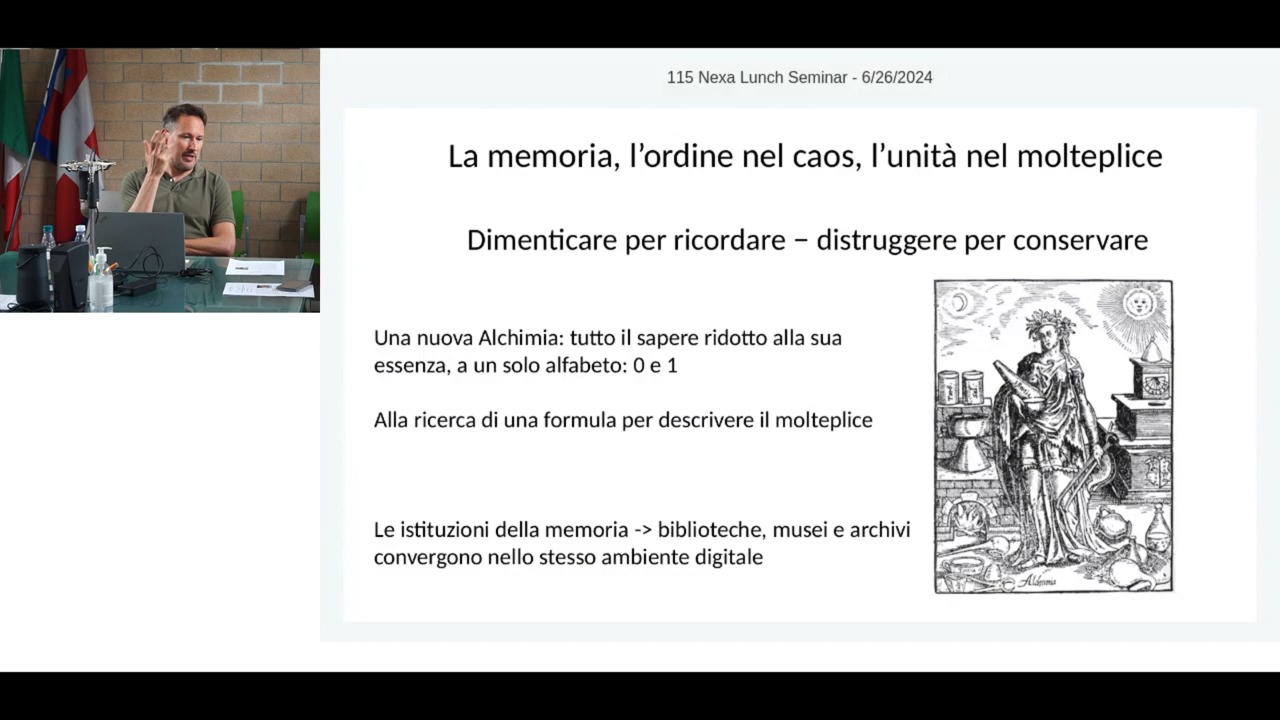 115 Nexa Lunch Seminar - 6/26/2024
La memoria, l’ordine nel caos, l’unità nel molteplice
Dimenticare per ricordare – distruggere per conservare
Una nuova Alchimia: tutto il sapere ridotto alla sua
essenza, a un solo alfabeto: 0 e 1
Alla ricerca di una formula per descrivere il molteplice
Le istituzioni della memoria -> biblioteche, musei e archivi
convergono nello stesso ambiente digitale
Alchimia